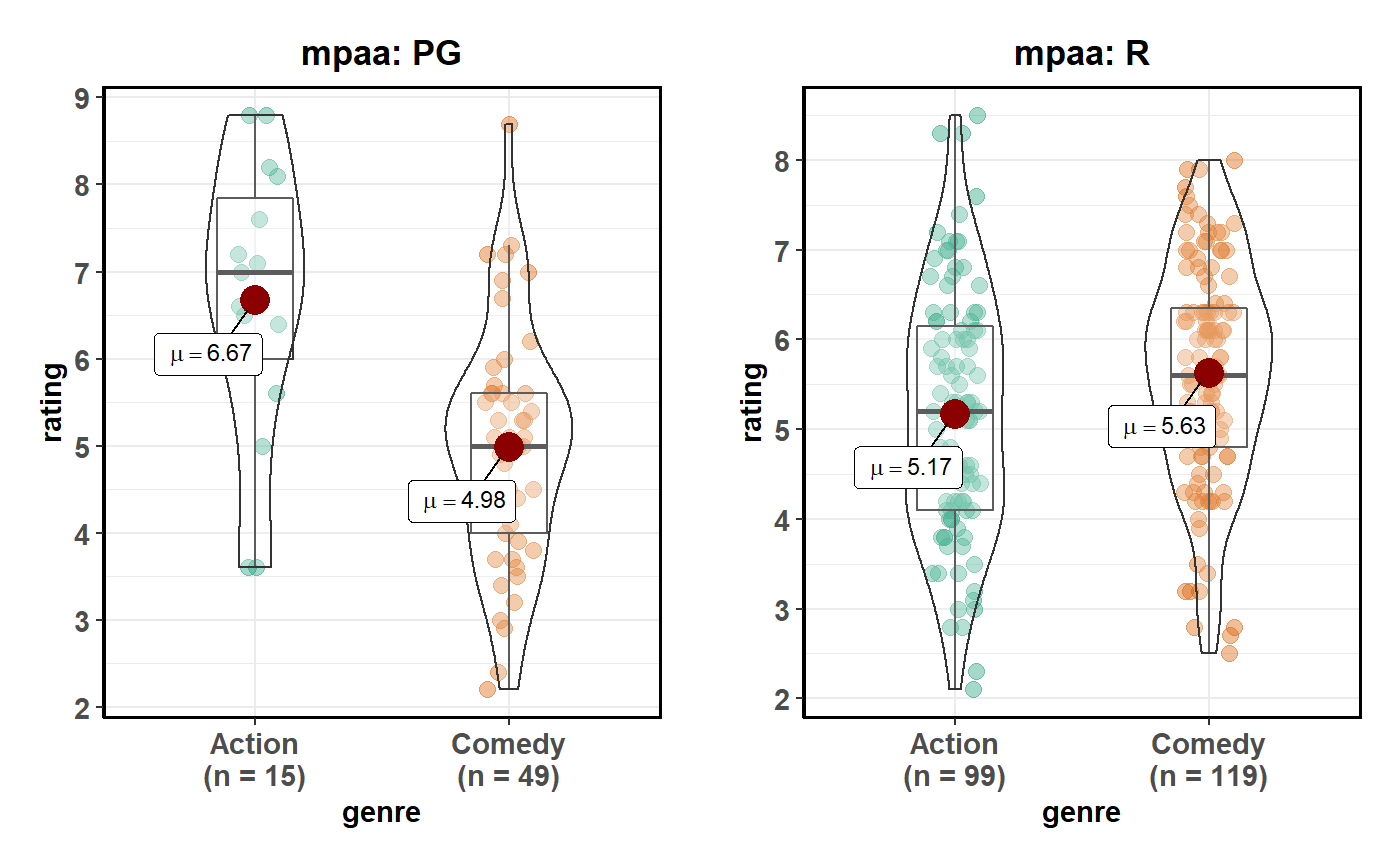 mpaa: PG
rating
9
8
7
6
5
4
3
2
μ = 6.67
μ = 4.98
Action
(n = 15)
Comedy
(n = 49)
genre
mpaa: R
rating
8
7
6
5
4
3
2
μ = 5.17
μ = 5.63
Action
(n = 99)
Comedy
(n = 119)
genre